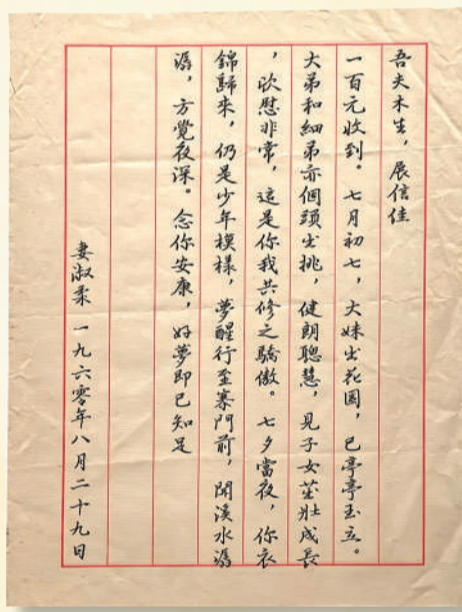 吾夫木生，展信佳
一百元收到。七月初七，大妹出花园，已亭亭玉立。
大弟和細弟亦個頭出挑，健朗聰慧，見子女茁壯成長
，欣慰非常，這是你我共修之驕傲。七夕當夜，你衣
錦歸來，仍是少年模樣，夢醒行至寨門前，聞溪水潺
潺，方覺夜深。念你安康，好夢即已知足
妻淑柔 一九六零年八月二十九日